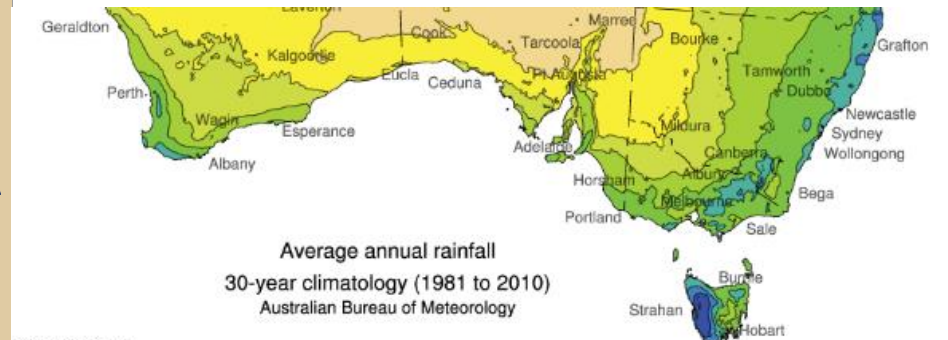 Laverton
Marree
Geraldton
Cook
Grafton
Tarcoola
Bourke
Kalgoorlie
Eucla
Pt Augusta
Tamworth
Ceduna
Dubbo
Perth
Newcastle
Wagin
Mildura
Esperance
Sydney
Adelaide
Canberra
Wollongong
Albany
Horsham
Albury
Bega
Melbourne
Portland
Sale
Average annual rainfall
30-year climatology (1981 to 2010)
Australian Bureau of Meteorology
Burnie
Strahan
Hobart